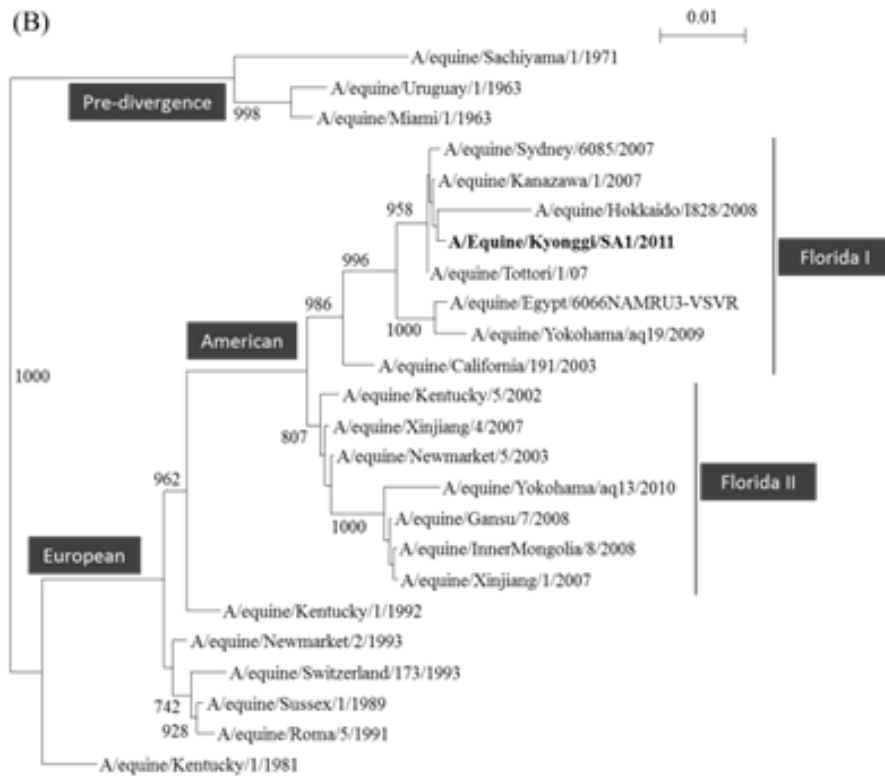 (B)
0.01
A/equine/Sachiyama/1/1971
A/equine/Uruguay/1/1963
Pre-divergence
998
A/equine/Miami/1/1963
A/equine/Sydney/6085/2007
A/equine/Kanazawa/1/2007
958
A/equine/Hokkaido/I828/2008
A/Equine/Kyonggi/SA1/2011
Florida I
996
A/equine/Tottori/1/07
986
A/equine/Egypt/6066NAMRU3-VSVR
1000
A/equine/Yokohama/aq19/2009
American
A/equine/California/191/2003
1000
A/equine/Kentucky/5/2002
807
A/equine/Xinjiang/4/2007
A/equine/Newmarket/5/2003
962
A/equine/Yokohama/aq13/2010
Florida II
1000
A/equine/Gansu/7/2008
European
A/equine/InnerMongolia/8/2008
A/equine/Xinjiang/1/2007
A/equine/Kentucky/1/1992
A/equine/Newmarket/2/1993
A/equine/Switzerland/173/1993
742
A/equine/Sussex/1/1989
928
A/equine/Roma/5/1991
A/equine/Kentucky/1/1981